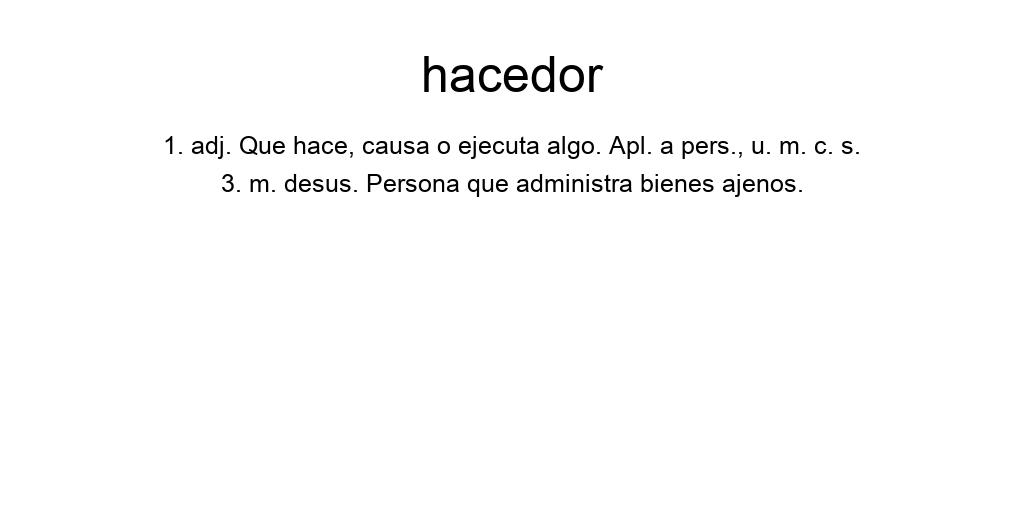 hacedor
1. adj. Que hace, causa o ejecuta algo. Apl. a pers., u. m. c. s.
3. m. desus. Persona que administra bienes ajenos.